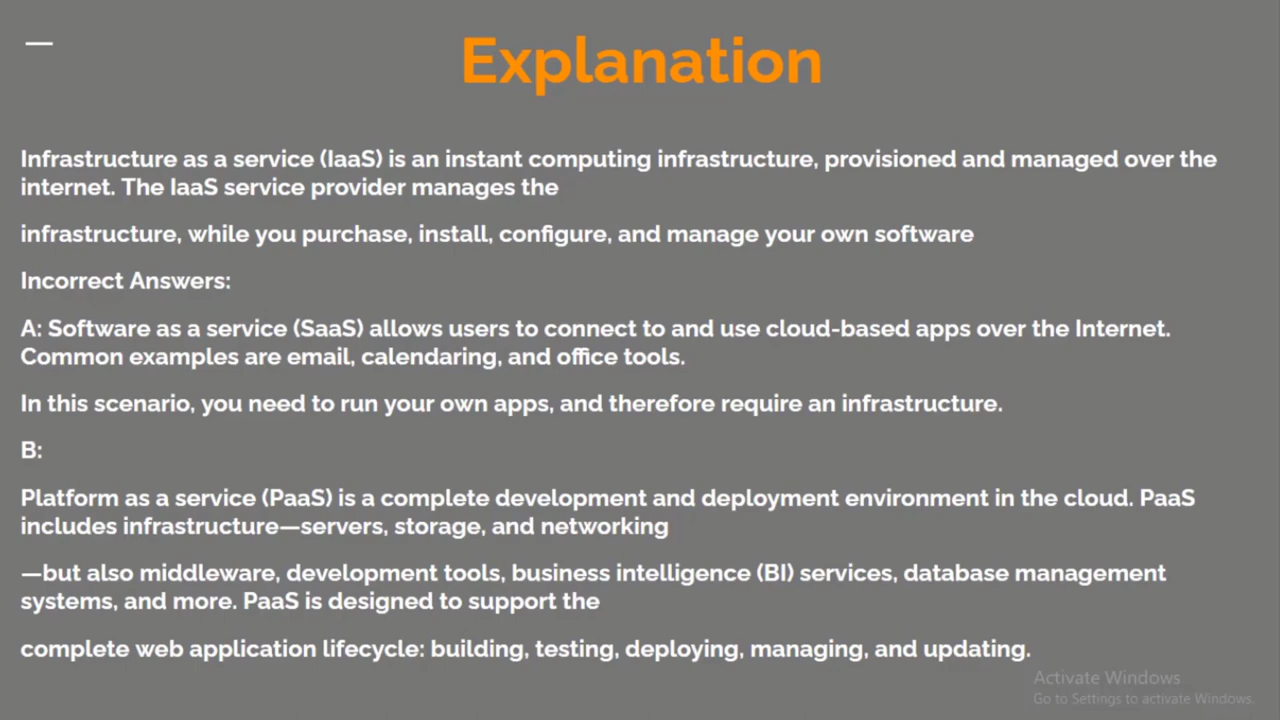 Explanation
Infrastructure as a service (IaaS) is an instant computing infrastructure, provisioned and managed over the
internet. The IaaS service provider manages the
infrastructure, while you purchase, install, configure, and manage your own software
Incorrect Answers:
A: Software as a service (SaaS) allows users to connect to and use cloud-based apps over the Internet.
Common examples are email, calendaring, and office tools.
In this scenario, you need to run your own apps, and therefore require an infrastructure.
B:
Platform as a service (PaaS) is a complete development and deployment environment in the cloud. PaaS
includes infrastructure—servers, storage, and networking
—but also middleware, development tools, business intelligence (BI) services, database management
systems, and more. PaaS is designed to support the
complete web application lifecycle: building, testing, deploying, managing, and updating.
Activate Windows
Go to Settings to activate Windows.